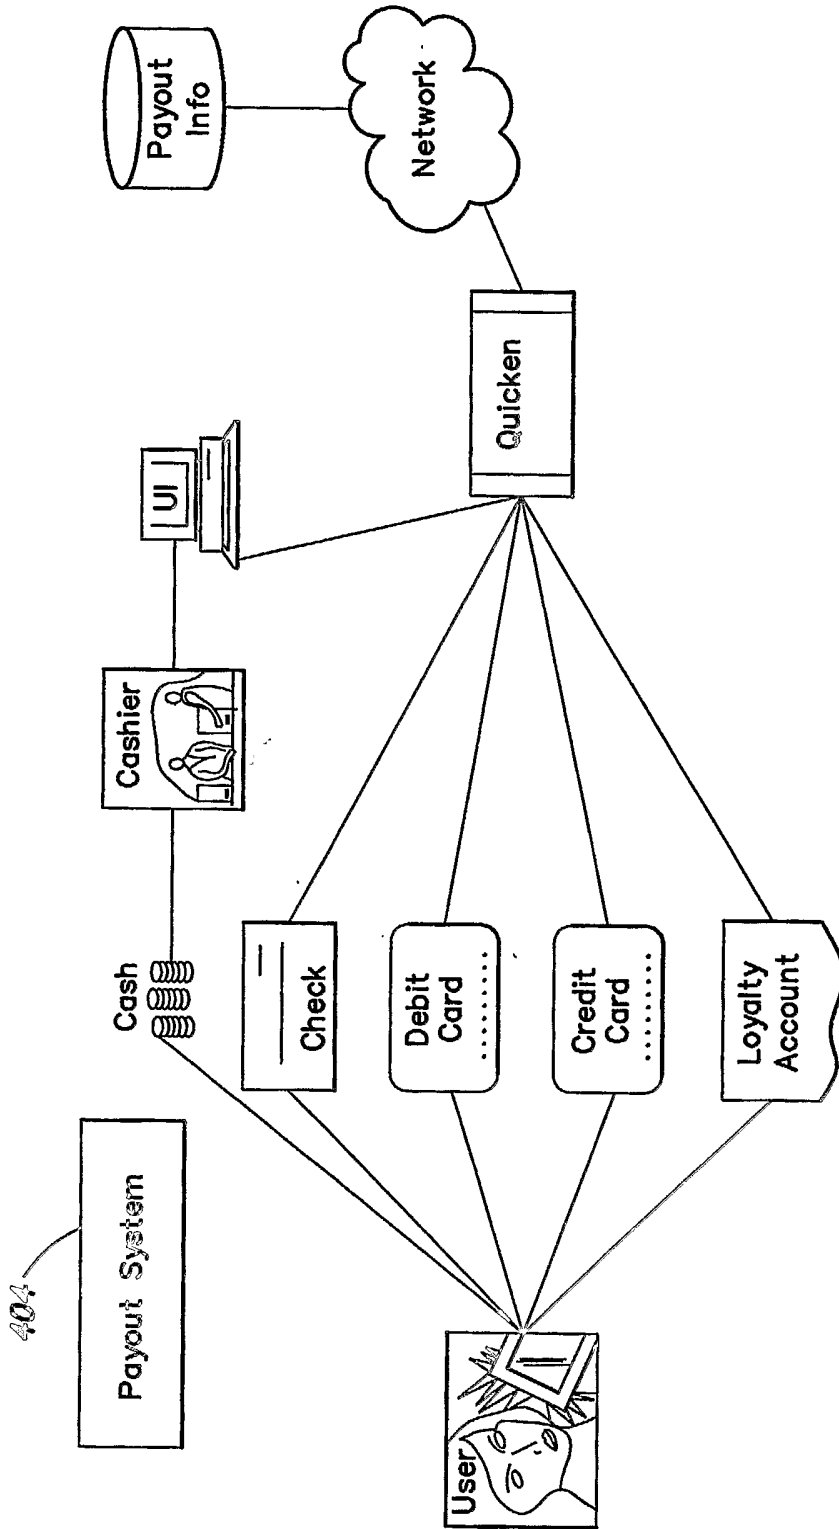 404
Payout System
User
Cash
Check
Debit
Card
Credit
Card
Loyalty
Account
Cashier
UI
Quicken
Network
Payout
Info